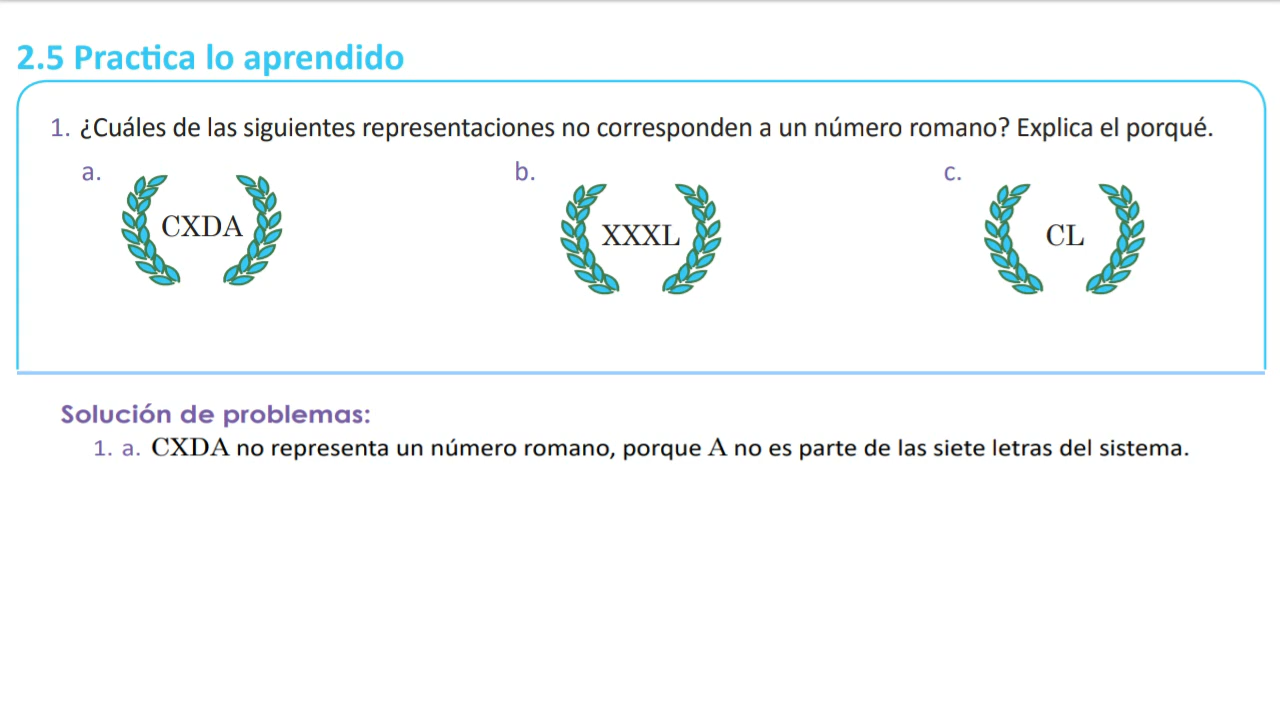 2.5 Practica lo aprendido
1. ¿Cuáles de las siguientes representaciones no corresponden a un número romano? Explica el porqué.
a. b. c.
CXDA XXXL CL
Solución de problemas:
1. a. CXDA no representa un número romano, porque A no es parte de las siete letras del sistema.